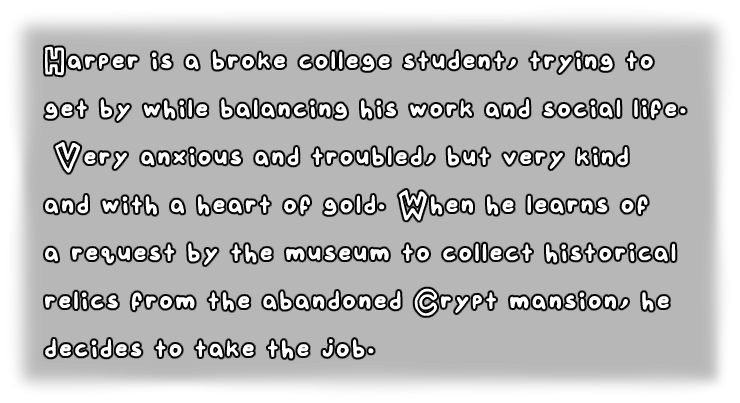 Harper is a broke college student, trying to
get by while balancing his work and social life.
Very anxious and troubled, but very kind
and with a heart of gold. When he learns of
a request by the museum to collect historical
relics from the abandoned Crypt mansion, he
decides to take the job.